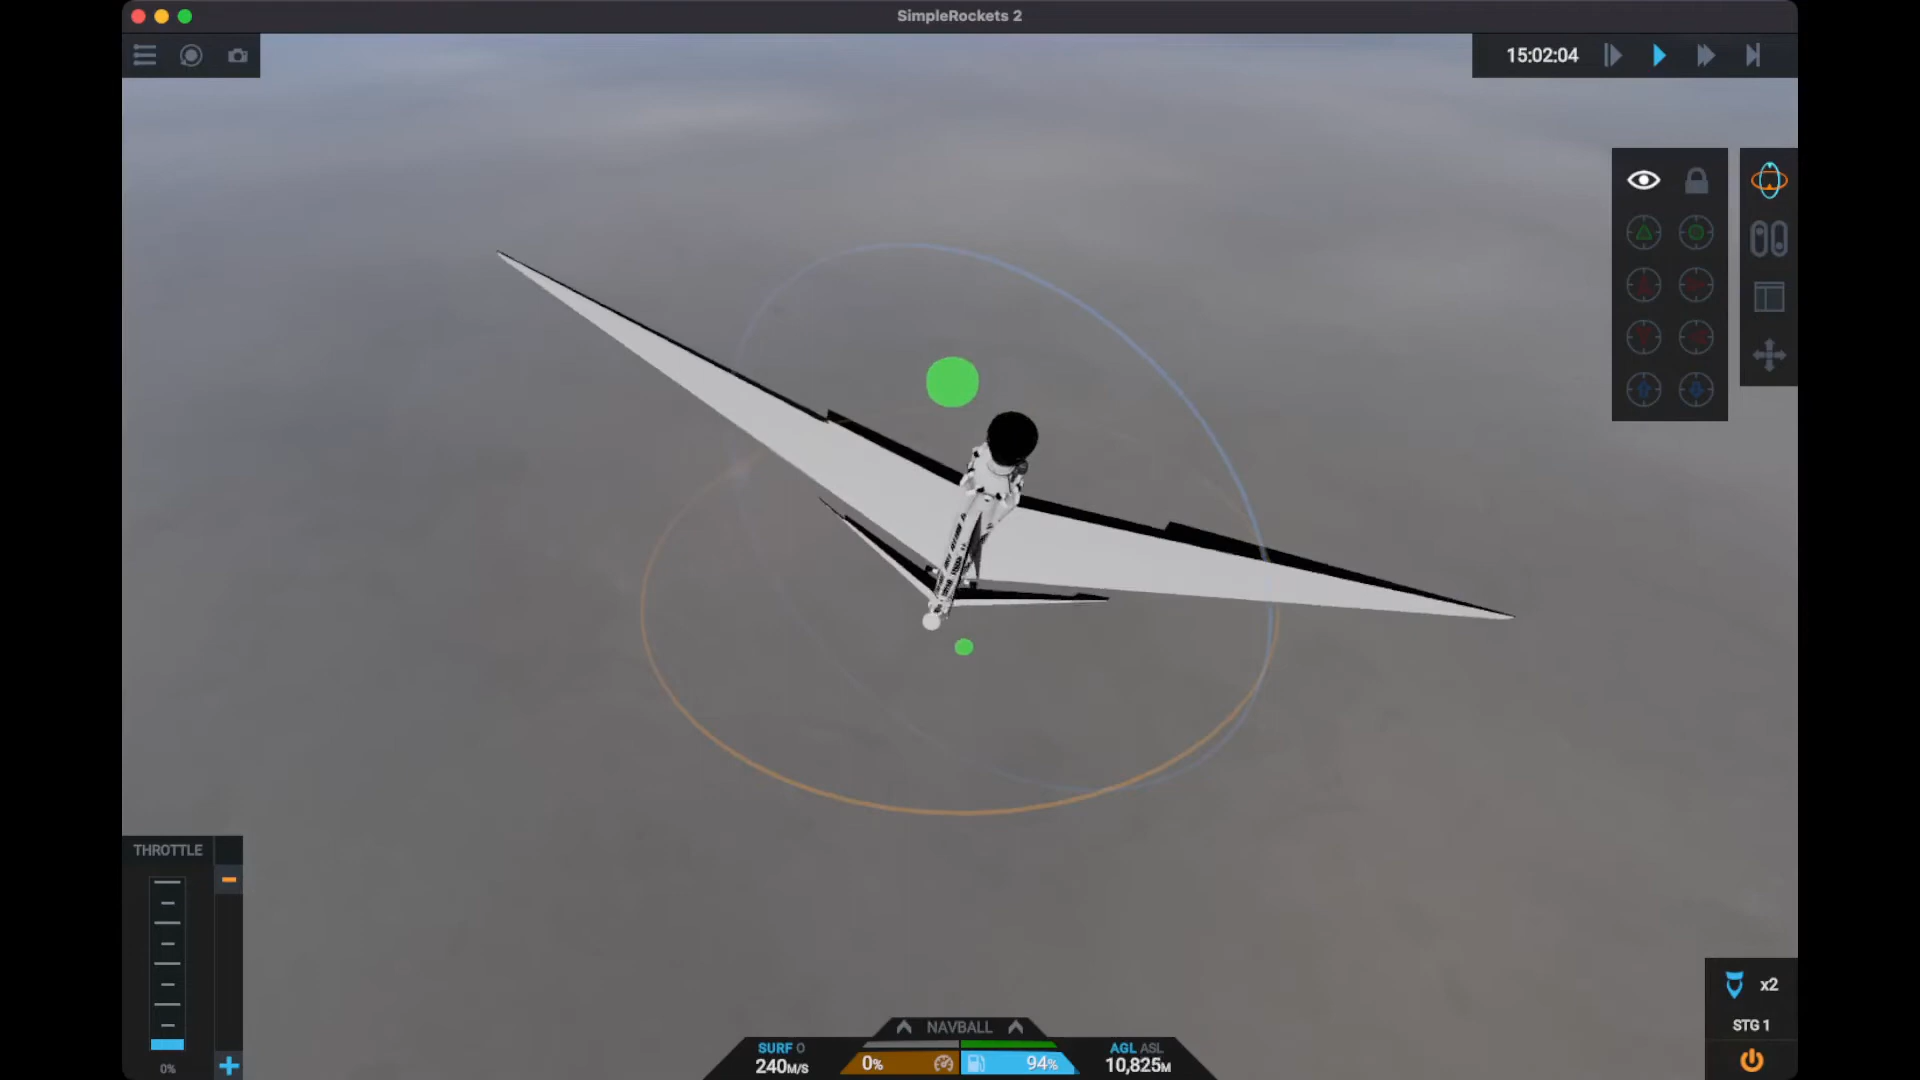 SimpleRockets 2
15:02:04
THROTTLE
0%
NAVBALL
SURF O
240M/S
0%
94%
AGL ASL
10,825M
x2
STG 1